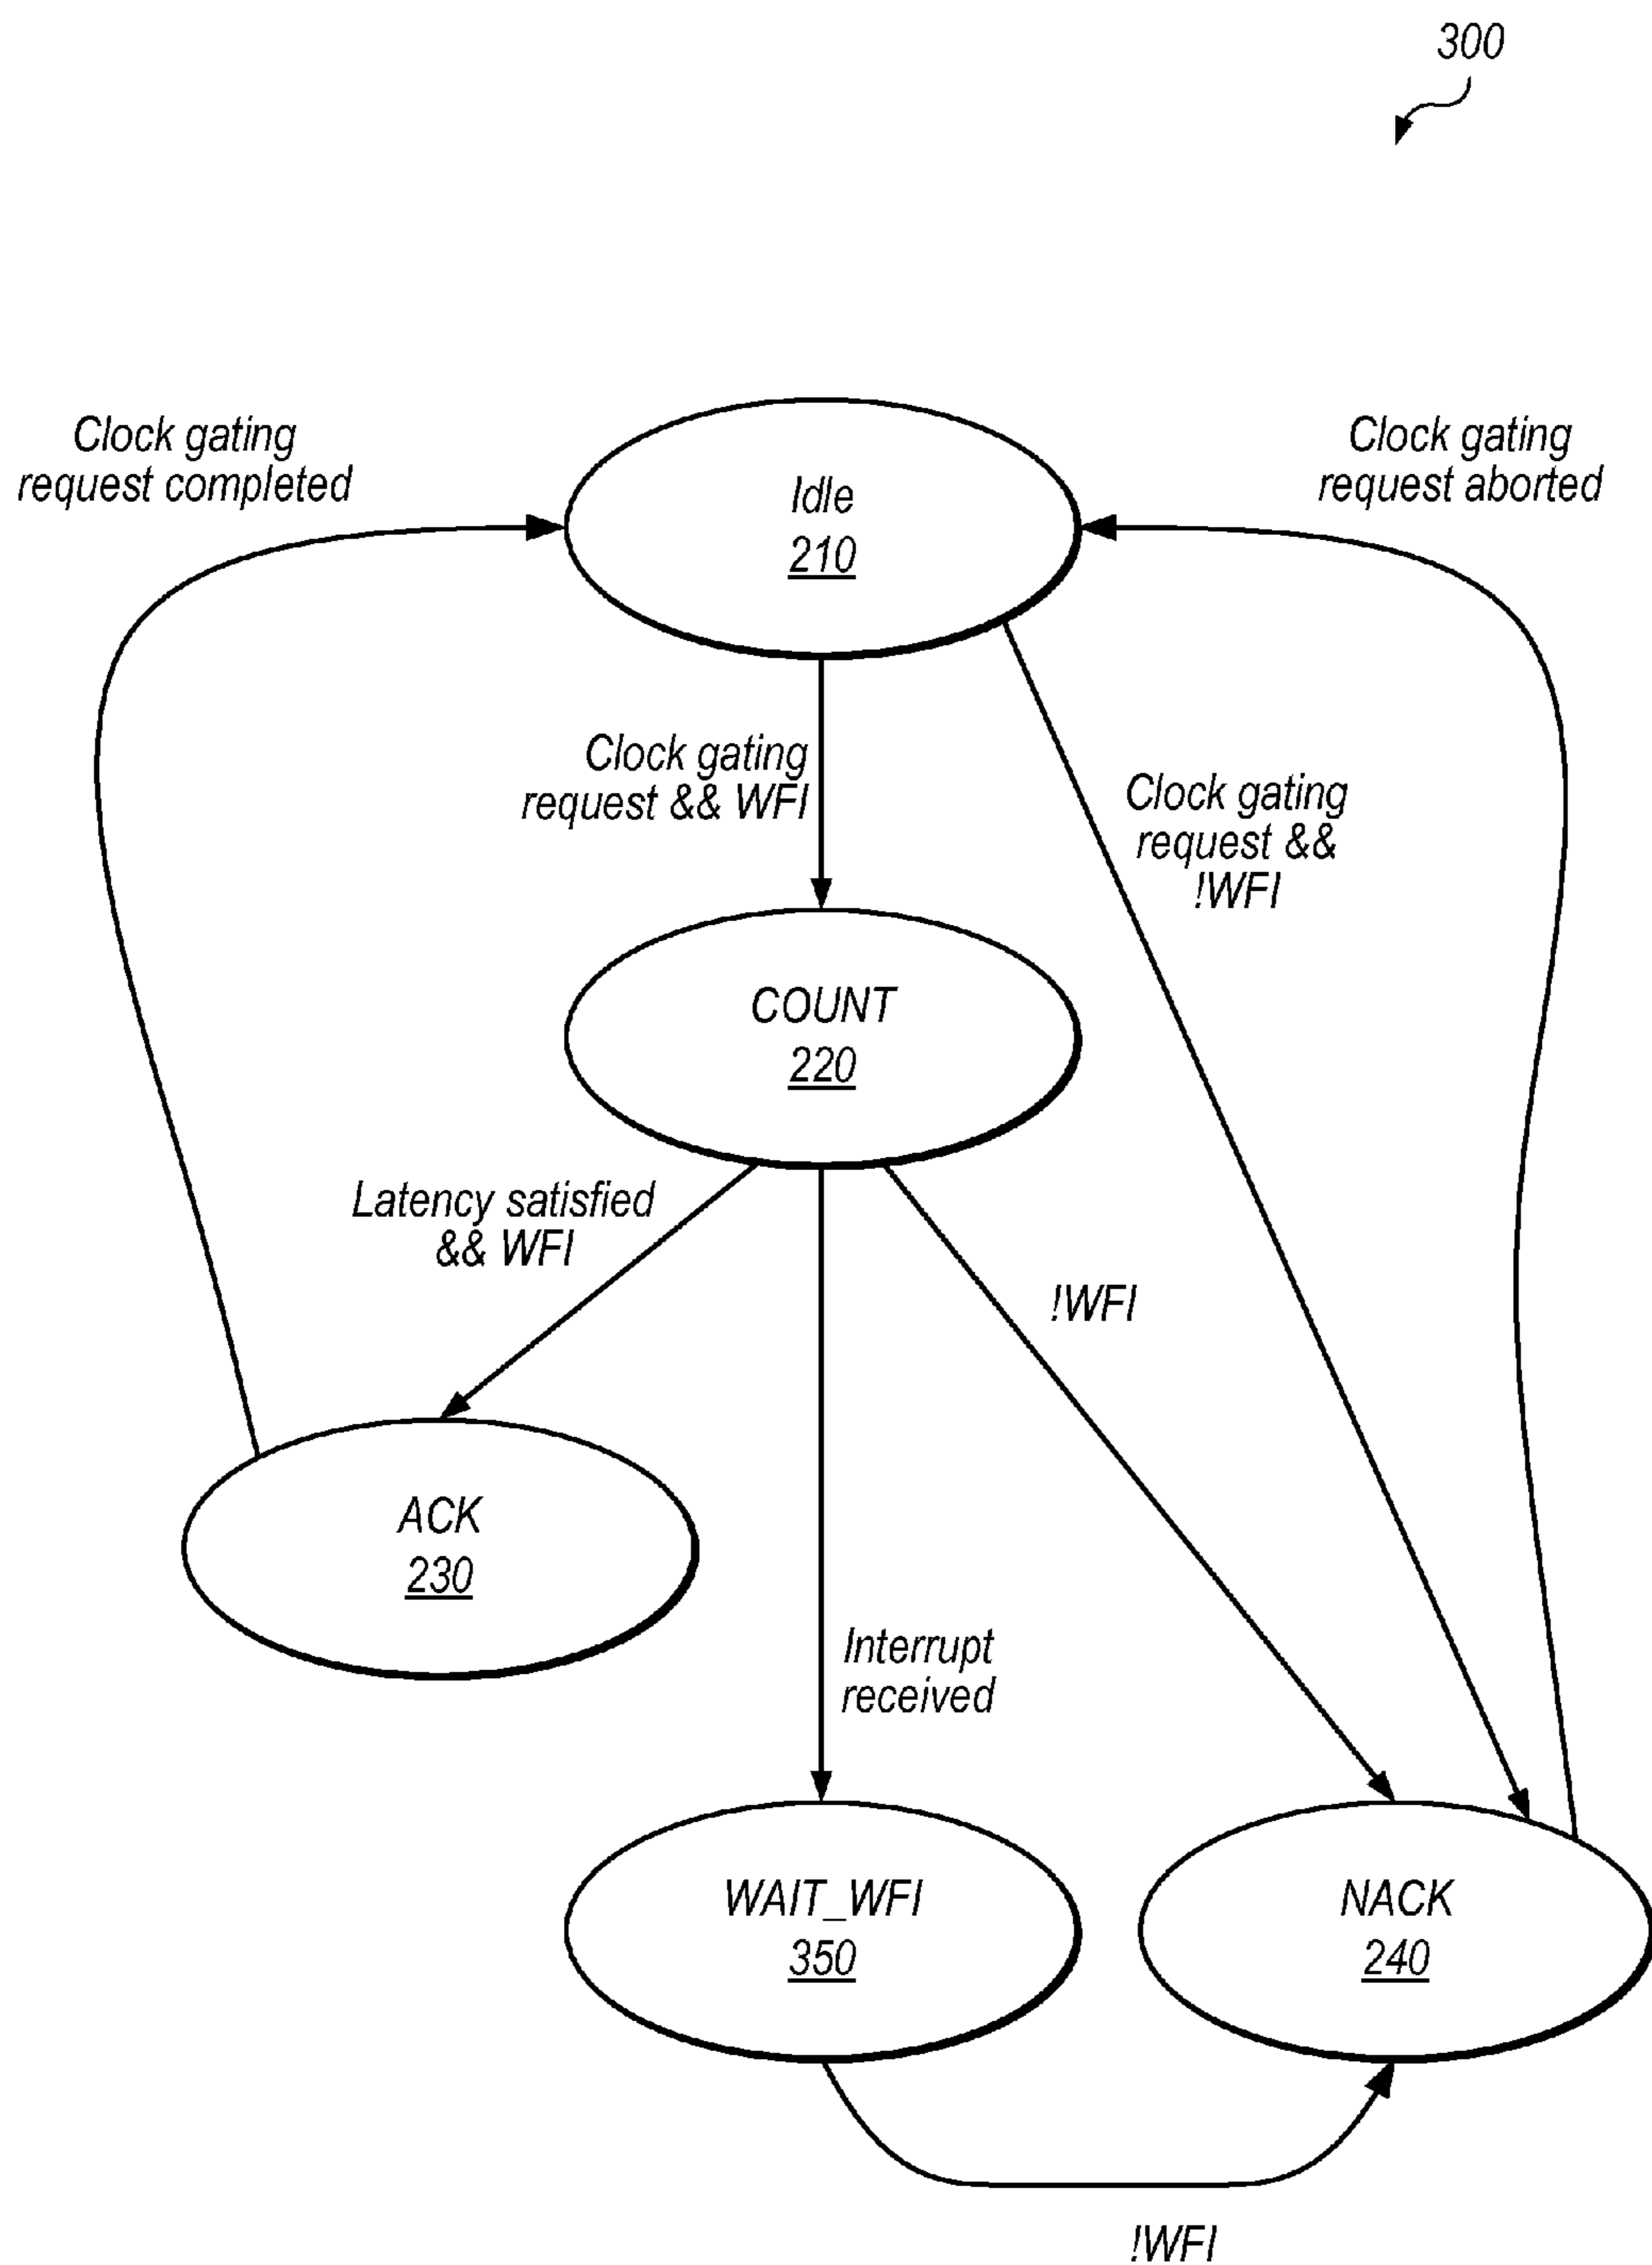 300
Clock gating
request completed
Clock gating
request aborted
Idle
210
Clock gating
request && WFI
Clock gating
request &&
!WFI
COUNT
220
Latency satisfied
&& WFI
!WFI
ACK
230
Interrupt
received
WAIT_WFI
350
NACK
240
!WFI